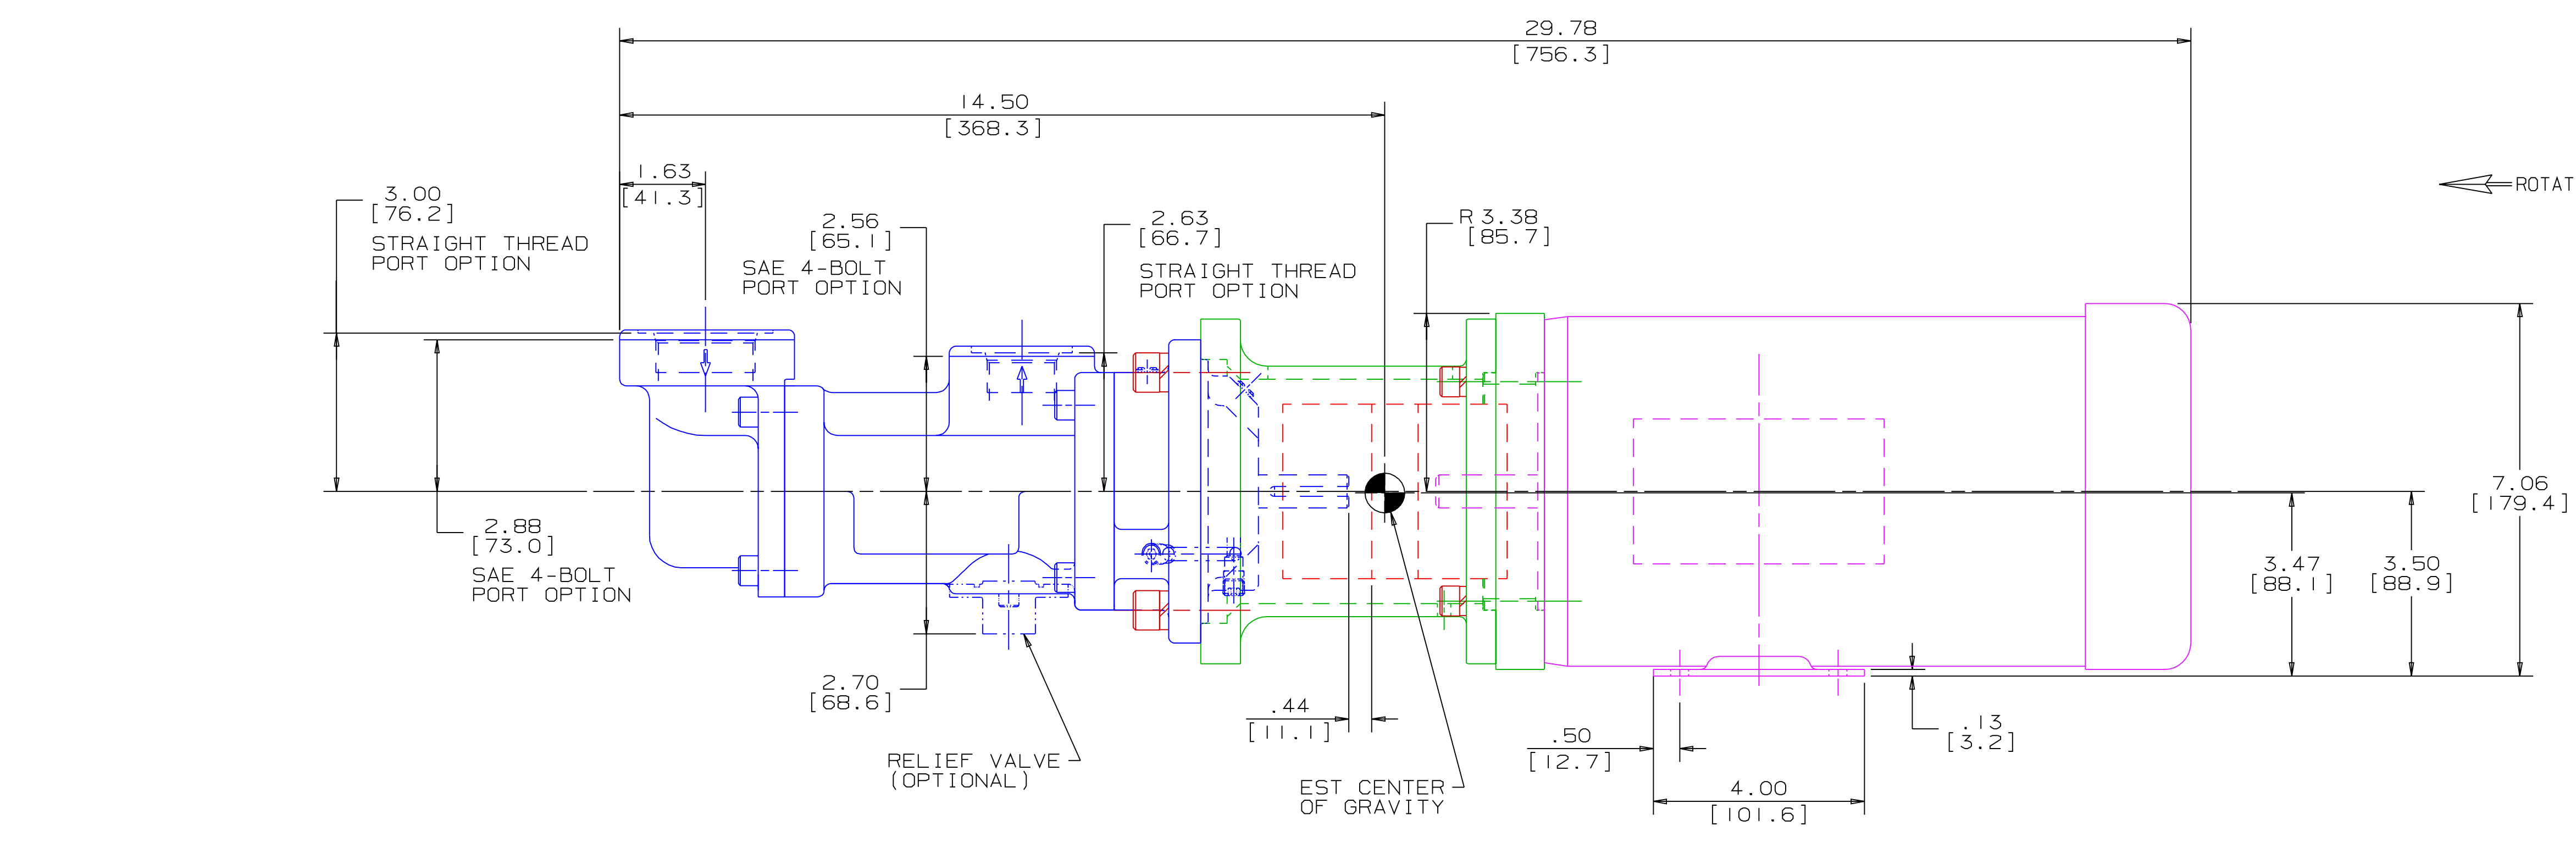 29.78
[756.3]
14.50
[368.3]
1.63
[41.3]
3.00
[76.2]
STRAIGHT THREAD
PORT OPTION
2.56
[65.1]
SAE 4-BOLT
PORT OPTION
2.63
[66.7]
STRAIGHT THREAD
PORT OPTION
R 3.38
[85.7]
ROTAT
2.88
[73.0]
SAE 4-BOLT
PORT OPTION
7.06
[179.4]
3.47
[88.1]
3.50
[88.9]
2.70
[68.6]
RELIEF VALVE
(OPTIONAL)
.44
[11.1]
EST CENTER
OF GRAVITY
.50
[12.7]
.13
[3.2]
4.00
[101.6]